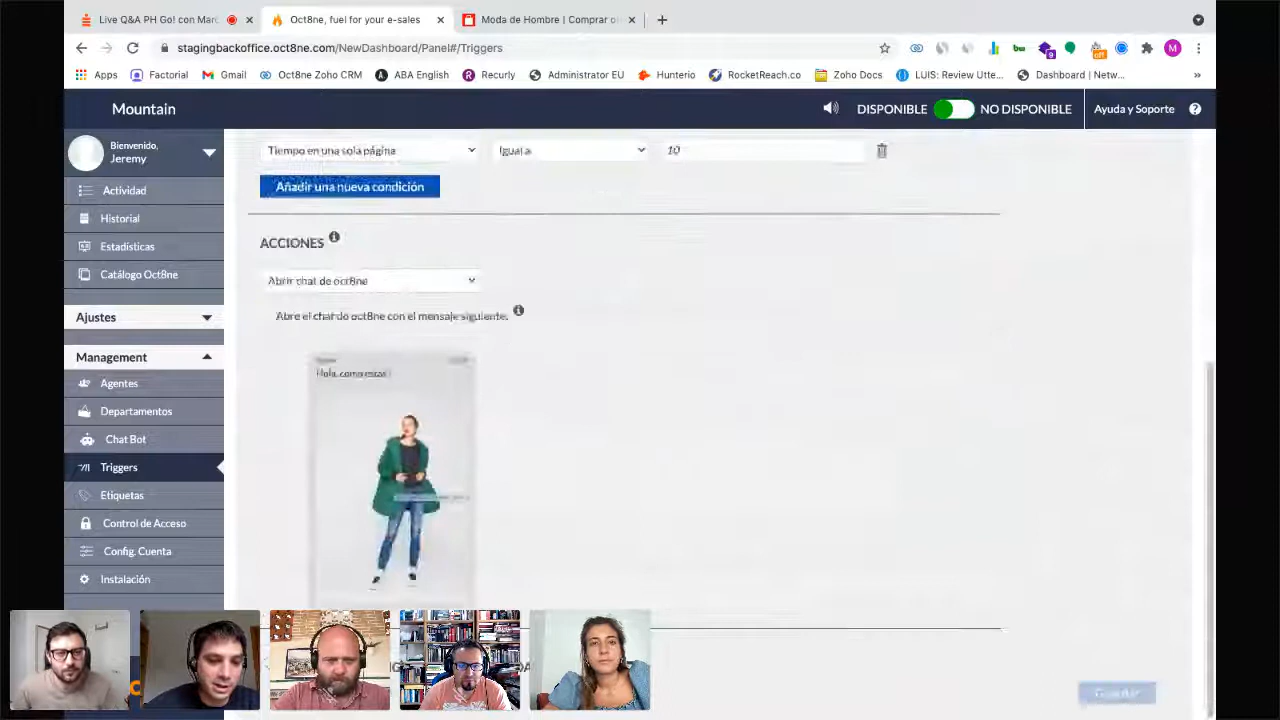 Live Q&A PH Go! con Marc
Oct8ne, fuel for your e-sales
Moda de Hombre | Comprar o
stagingbackoffice.oct8ne.com/NewDashboard/Panel#/Triggers
Apps
Factorial
Gmail
Oct8ne Zoho CRM
ABA English
Recurly
Administrator EU
Hunterio
RocketReach.co
Zoho Docs
LUIS: Review Utte...
Dashboard | Netw...
Mountain
DISPONIBLE
NO DISPONIBLE
Ayuda y Soporte
Bienvenido,
Jeremy
Actividad
Historial
Estadísticas
Catálogo Oct8ne
Ajustes
Management
Agentes
Departamentos
Chat Bot
Triggers
Etiquetas
Control de Acceso
Config. Cuenta
Instalación
Tiempo en una sola página
Igual a
10
Añadir una nueva condición
ACCIONES
Abrir chat de oct8ne
Abre el chat de oct8ne con el mensaje siguiente.
Hola, como estas
Guardar